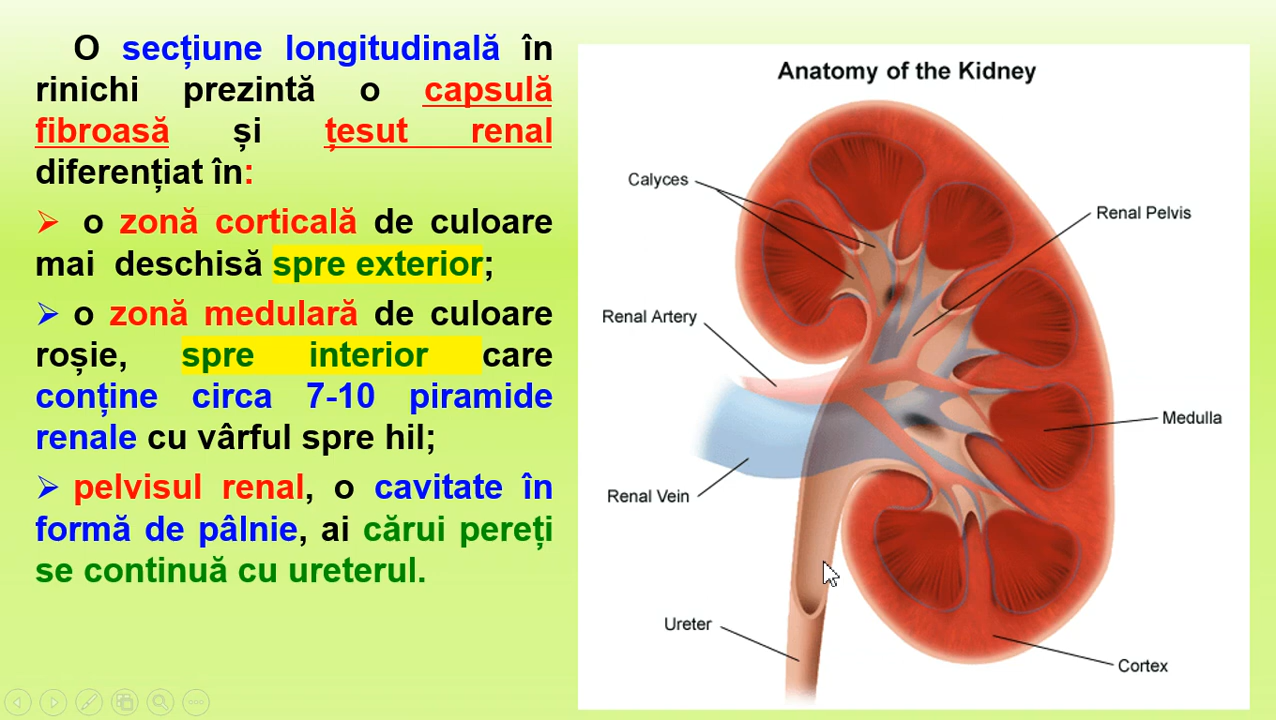 O secțiune longitudinală în
rinichi prezintă o capsulă
fibroasă și țesut renal
diferențiat în:
➢ o zonă corticală de culoare
mai deschisă spre exterior;
➢ o zonă medulară de culoare
roșie, spre interior care
conține circa 7-10 piramide
renale cu vârful spre hil;
➢ pelvisul renal, o cavitate în
formă de pâlnie, ai cărui pereți
se continuă cu ureterul.
Anatomy of the Kidney
Calyces
Renal Pelvis
Renal Artery
Medulla
Renal Vein
Ureter
Cortex